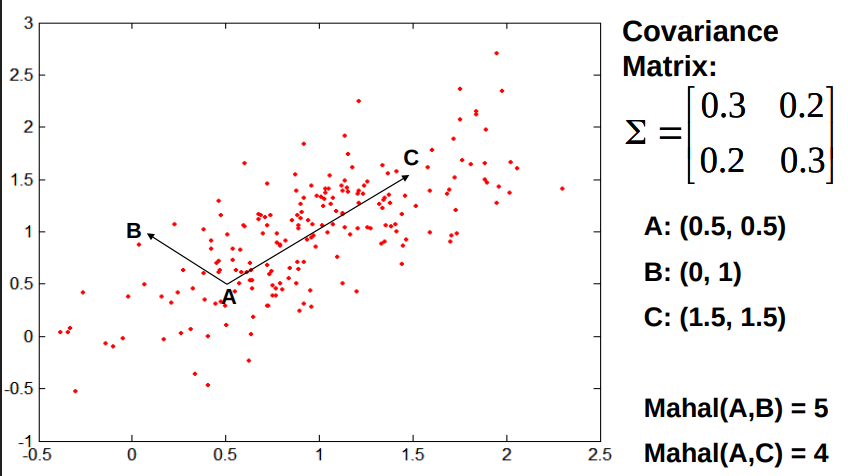 3
2.5
2
1.5
1
0.5
0
-0.5
-1
-0.5 0 0.5 1 1.5 2 2.5
B
A
C
Covariance
Matrix:
Σ = [0.3 0.2
0.2 0.3]
A: (0.5, 0.5)
B: (0, 1)
C: (1.5, 1.5)
Mahal(A,B) = 5
Mahal(A,C) = 4